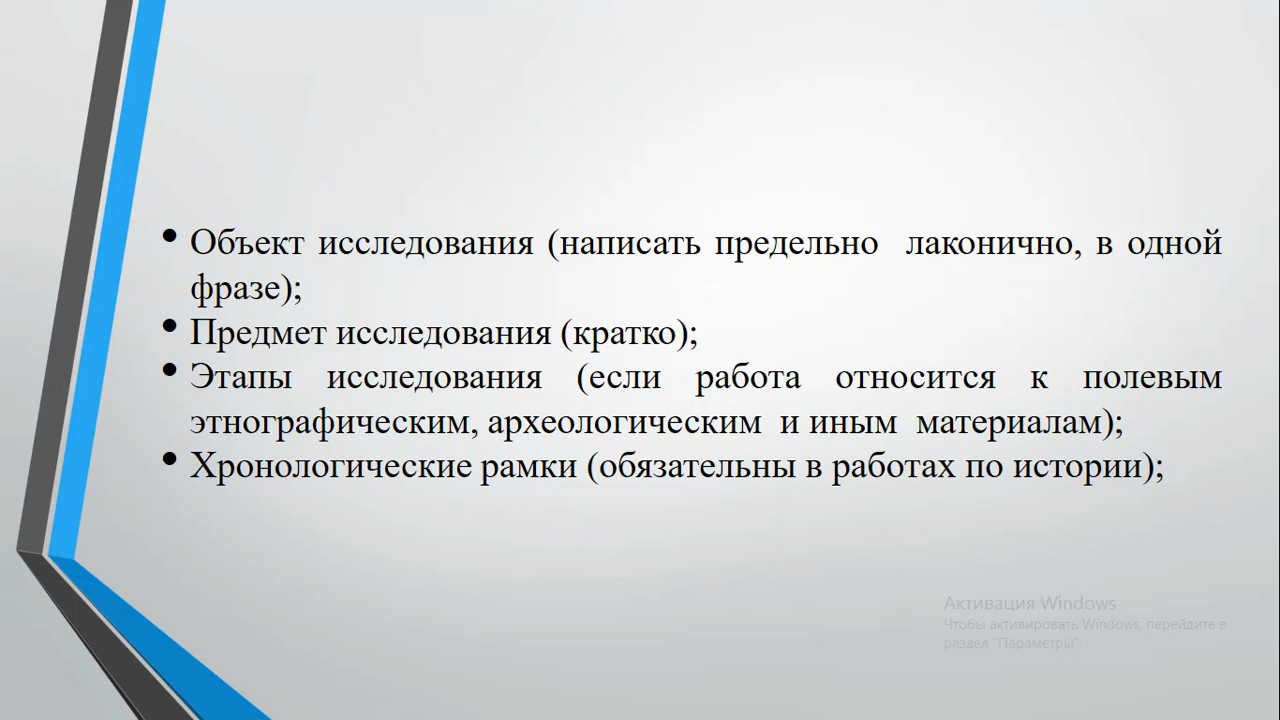 • Объект исследования (написать предельно лаконично, в одной
фразе);
• Предмет исследования (кратко);
• Этапы исследования (если работа относится к полевым
этнографическим, археологическим и иным материалам);
• Хронологические рамки (обязательны в работах по истории);
Активация Windows
Чтобы активировать Windows, перейдите в
раздел "Параметры".